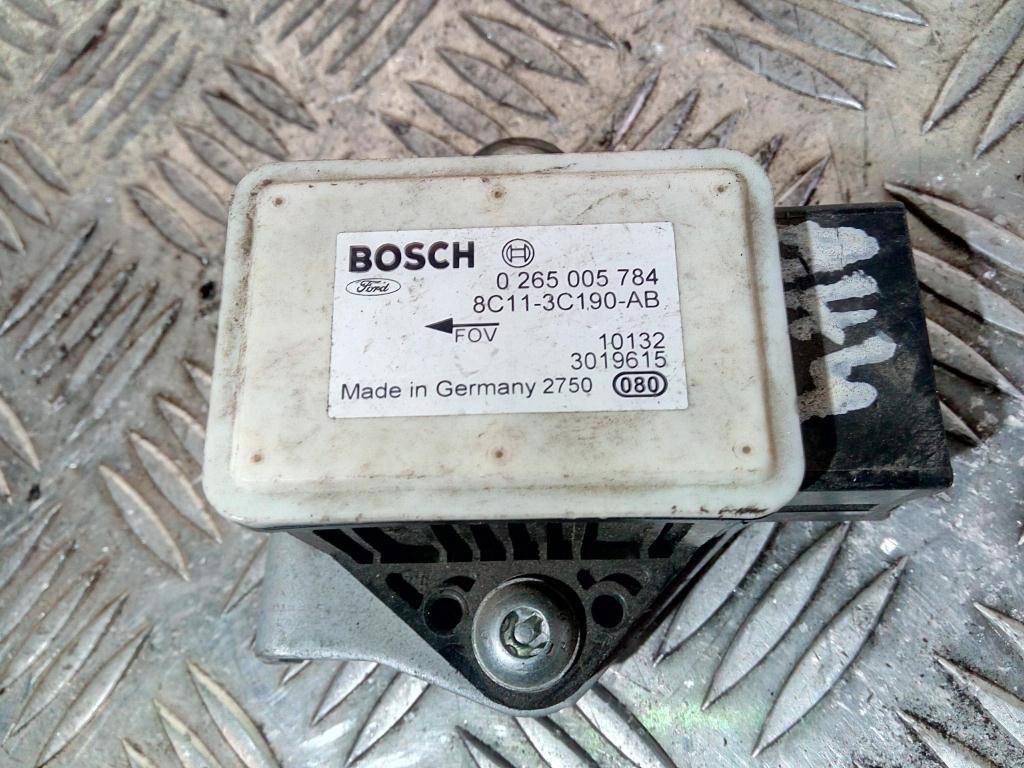 BOSCH
0 265 005 784
Ford
8C11-3C190-AB
FOV
10132
3019615
Made in Germany 2750 080